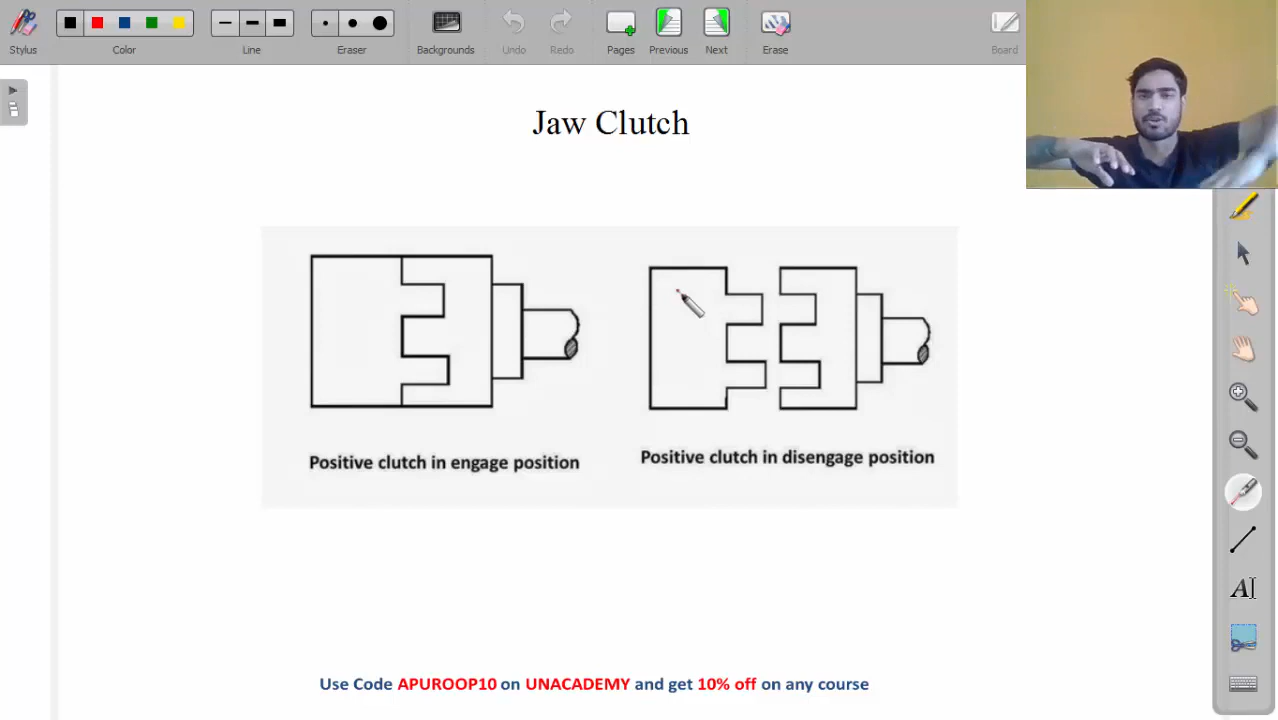 Stylus
Color
Line
Eraser
Backgrounds
Undo
Redo
Pages
Previous
Next
Erase
Board
Jaw Clutch
Positive clutch in engage position
Positive clutch in disengage position
Use Code APUROOP10 on UNACADEMY and get 10% off on any course